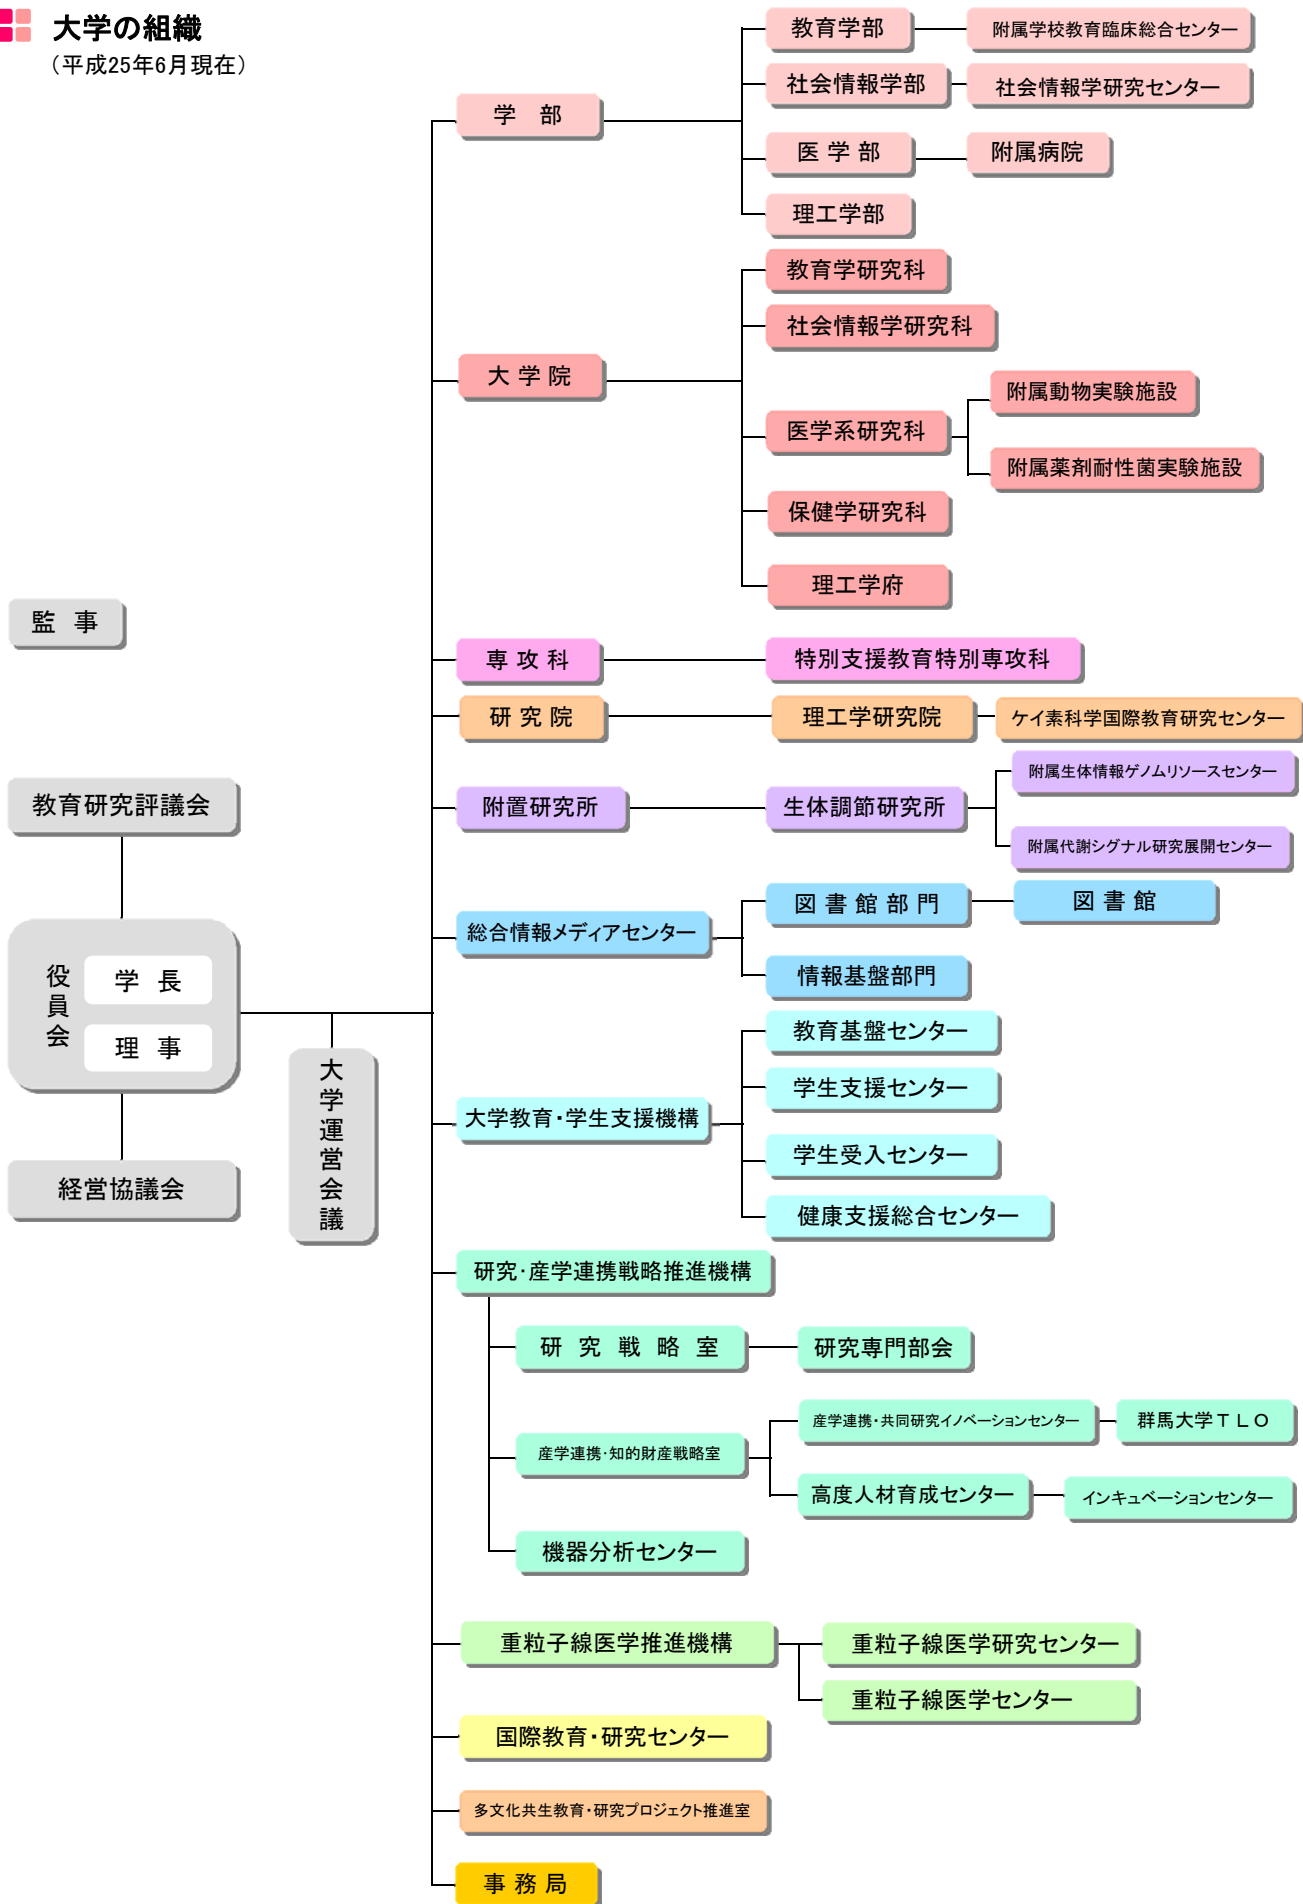 大学の組織
（平成25年6月現在）
学 部
教育学部
附属学校教育臨床総合センター
社会情報学部
社会情報学研究センター
医 学 部
附属病院
理工学部
大 学 院
教育学研究科
社会情報学研究科
医学系研究科
附属動物実験施設
附属薬剤耐性菌実験施設
保健学研究科
理工学府
監 事
専 攻 科
特別支援教育特別専攻科
研 究 院
理工学研究院
ケイ素科学国際教育研究センター
教育研究評議会
附置研究所
生体調節研究所
附属生体情報ゲノムリソースセンター
附属代謝シグナル研究展開センター
役員会
学 長
理 事
経営協議会
大学運営会議
総合情報メディアセンター
図 書 館 部 門
図 書 館
情報基盤部門
大学教育・学生支援機構
教育基盤センター
学生支援センター
学生受入センター
健康支援総合センター
研究・産学連携戦略推進機構
研 究 戦 略 室
研究専門部会
産学連携・知的財産戦略室
産学連携・共同研究イノベーションセンター
群馬大学ＴＬＯ
高度人材育成センター
インキュベーションセンター
機器分析センター
重粒子線医学推進機構
重粒子線医学研究センター
重粒子線医学センター
国際教育・研究センター
多文化共生教育・研究プロジェクト推進室
事 務 局